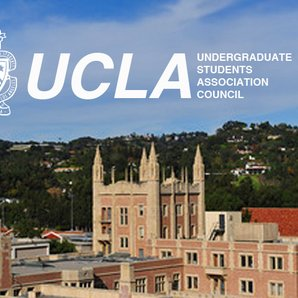 UCLA
UNDERGRADUATE
STUDENTS
ASSOCIATION
COUNCIL